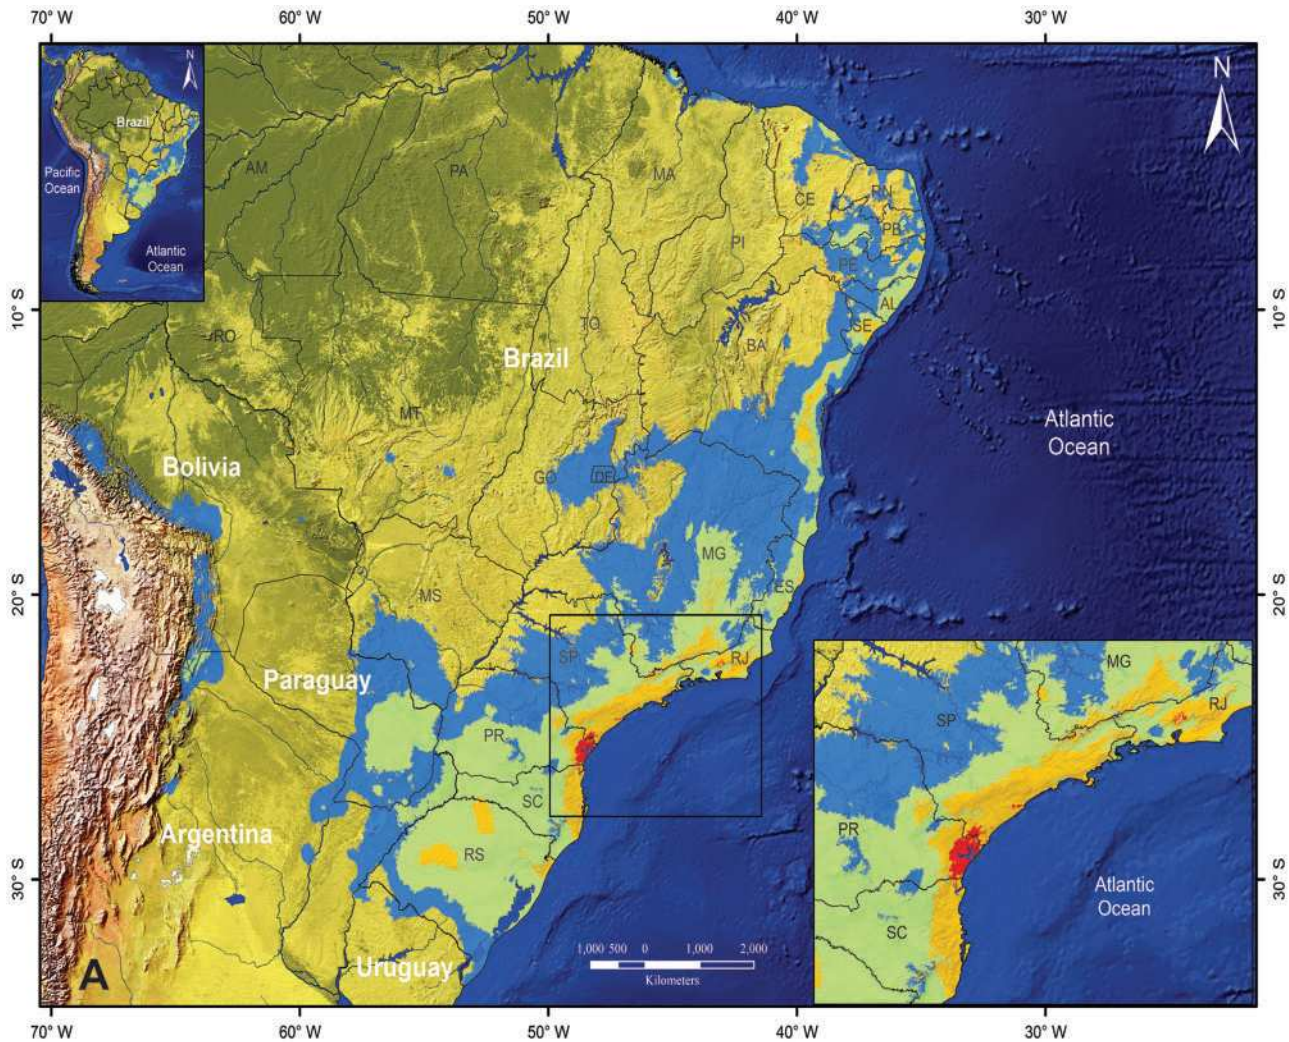 70° W 60° W 50° W 40° W 30° W
N
Brazil
Pacific
Ocean
Atlantic
Ocean
N
AM
PA
MA
CE
RN
PB
PI
PE
AL
SE
10° S
10° S
RO
TO
BA
Brazil
MT
Atlantic
Ocean
Bolivia
GO
DF
MG
ES
MS
20° S
20° S
SP
RJ
Paraguay
PR
SC
Argentina
RS
30° S
30° S
Uruguay
A
1,000 500 0 1,000 2,000
Kilometers
MG
RJ
SP
PR
SC
Atlantic
Ocean
70° W 60° W 50° W 40° W 30° W